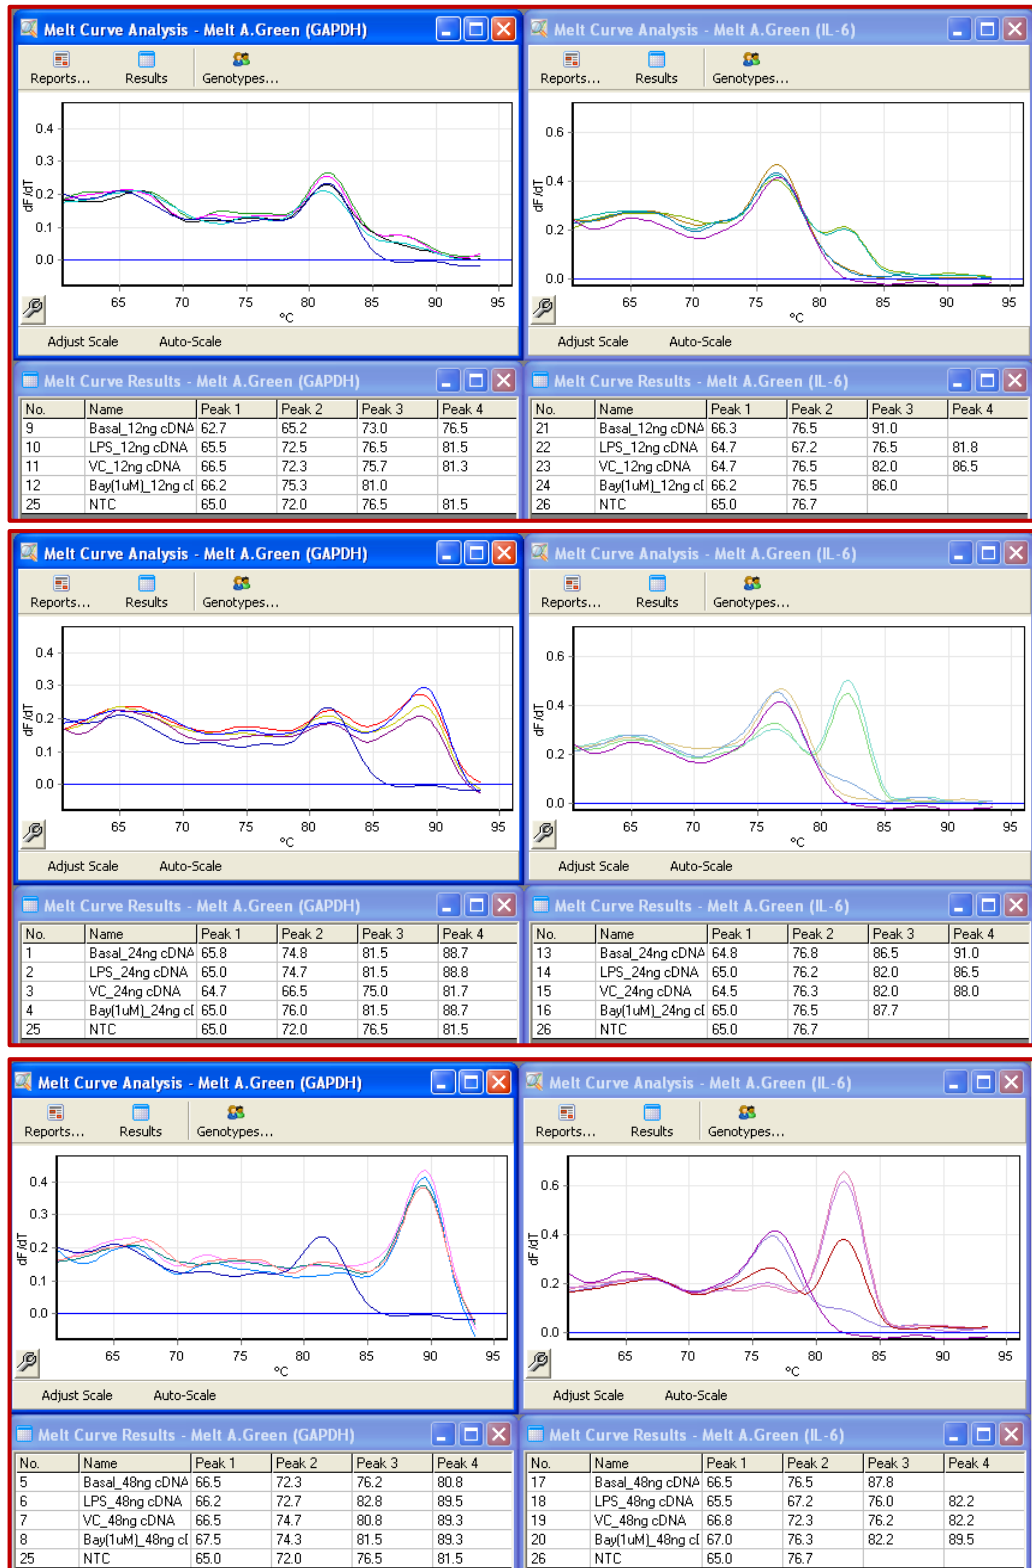 Melt Curve Analysis - Melt A.Green (GAPDH)
Reports... Results Genotypes...
0.4
0.3
0.2
0.1
0.0
dF/dT
65 70 75 80 85 90 95
°C
Adjust Scale Auto-Scale
Melt Curve Analysis - Melt A.Green (IL-6)
Reports... Results Genotypes...
0.6
0.4
0.2
0.0
dF/dT
65 70 75 80 85 90 95
°C
Adjust Scale Auto-Scale
Melt Curve Results - Melt A.Green (GAPDH)
No. Name Peak 1 Peak 2 Peak 3 Peak 4
9 Basal_12ng cDNA 62.7 65.2 73.0 76.5
10 LPS_12ng cDNA 65.5 72.5 76.5 81.5
11 VC_12ng cDNA 66.5 72.3 75.7 81.3
12 Bay(1uM)_12ng cD 66.2 75.3 81.0
25 NTC 65.0 72.0 76.5 81.5
Melt Curve Results - Melt A.Green (IL-6)
No. Name Peak 1 Peak 2 Peak 3 Peak 4
21 Basal_12ng cDNA 66.3 76.5 91.0
22 LPS_12ng cDNA 64.7 67.2 76.5 81.8
23 VC_12ng cDNA 64.7 76.5 82.0 86.5
24 Bay(1uM)_12ng cD 66.2 76.5 86.0
26 NTC 65.0 76.7
Melt Curve Analysis - Melt A.Green (GAPDH)
Reports... Results Genotypes...
0.4
0.3
0.2
0.1
0.0
dF/dT
65 70 75 80 85 90 95
°C
Adjust Scale Auto-Scale
Melt Curve Analysis - Melt A.Green (IL-6)
Reports... Results Genotypes...
0.6
0.4
0.2
0.0
dF/dT
65 70 75 80 85 90 95
°C
Adjust Scale Auto-Scale
Melt Curve Results - Melt A.Green (GAPDH)
No. Name Peak 1 Peak 2 Peak 3 Peak 4
1 Basal_24ng cDNA 65.8 74.8 81.5 88.7
2 LPS_24ng cDNA 65.0 74.7 81.5 88.8
3 VC_24ng cDNA 64.7 66.5 75.0 81.7
4 Bay(1uM)_24ng cD 65.0 76.0 81.5 88.7
25 NTC 65.0 72.0 76.5 81.5
Melt Curve Results - Melt A.Green (IL-6)
No. Name Peak 1 Peak 2 Peak 3 Peak 4
13 Basal_24ng cDNA 64.8 76.8 86.5 91.0
14 LPS_24ng cDNA 65.0 76.2 82.0 86.5
15 VC_24ng cDNA 64.5 76.3 82.0 88.0
16 Bay(1uM)_24ng cD 65.0 76.5 87.7
26 NTC 65.0 76.7
Melt Curve Analysis - Melt A.Green (GAPDH)
Reports... Results Genotypes...
0.4
0.3
0.2
0.1
0.0
dF/dT
65 70 75 80 85 90 95
°C
Adjust Scale Auto-Scale
Melt Curve Analysis - Melt A.Green (IL-6)
Reports... Results Genotypes...
0.6
0.4
0.2
0.0
dF/dT
65 70 75 80 85 90 95
°C
Adjust Scale Auto-Scale
Melt Curve Results - Melt A.Green (GAPDH)
No. Name Peak 1 Peak 2 Peak 3 Peak 4
5 Basal_48ng cDNA 66.5 72.3 76.2 80.8
6 LPS_48ng cDNA 66.2 72.7 82.8 89.5
7 VC_48ng cDNA 66.5 74.7 80.8 89.3
8 Bay(1uM)_48ng cD 67.5 74.3 81.5 89.3
25 NTC 65.0 72.0 76.5 81.5
Melt Curve Results - Melt A.Green (IL-6)
No. Name Peak 1 Peak 2 Peak 3 Peak 4
17 Basal_48ng cDNA 66.5 76.5 87.8
18 LPS_48ng cDNA 65.5 67.2 76.0 82.2
19 VC_48ng cDNA 66.8 72.3 76.2 82.2
20 Bay(1uM)_48ng cD 67.0 76.3 82.2 89.5
26 NTC 65.0 76.7